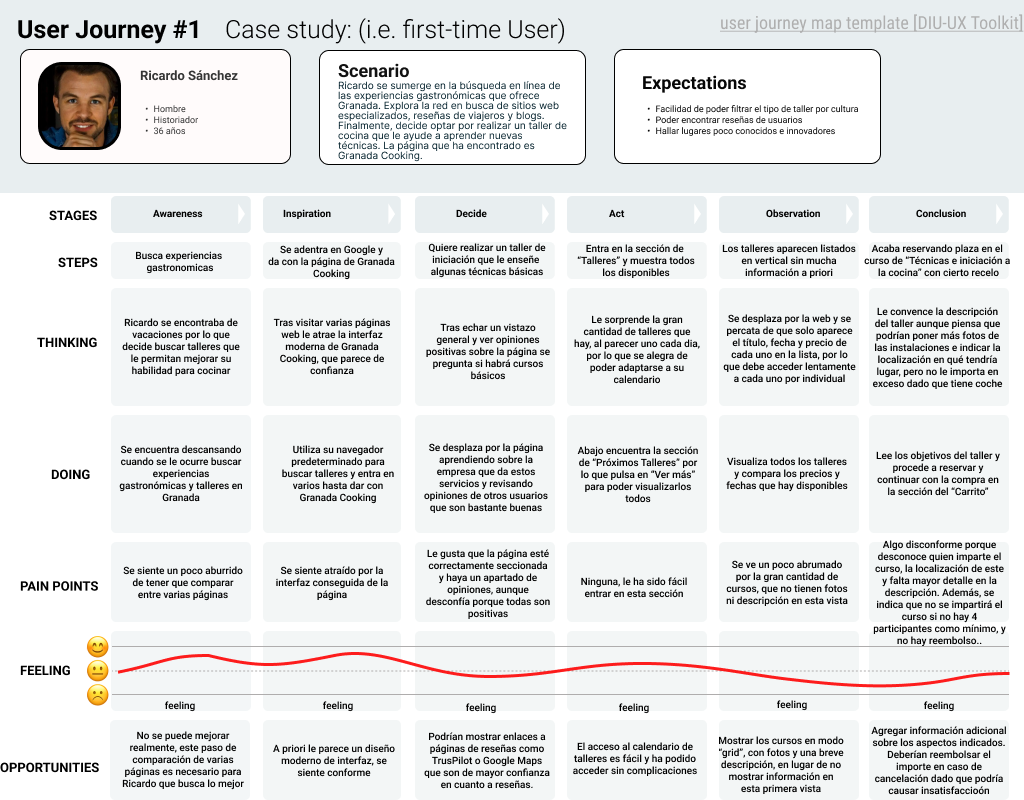 User Journey #1 Case study: (i.e. first-time User)
user journey map template [DIU-UX Toolkit]
Ricardo Sánchez
• Hombre
• Historiador
• 36 años
Scenario
Ricardo se sumerge en la búsqueda en línea de
las experiencias gastronómicas que ofrece
Granada. Explora la red en busca de sitios web
especializados, reseñas de viajeros y blogs.
Finalmente, decide optar por realizar un taller de
cocina que le ayude a aprender nuevas
técnicas. La página que ha encontrado es
Granada Cooking.
Expectations
• Facilidad de poder filtrar el tipo de taller por cultura
• Poder encontrar reseñas de usuarios
• Hallar lugares poco conocidos e innovadores
STAGES
Awareness
Inspiration
Decide
Act
Observation
Conclusion
STEPS
Busca experiencias
gastronomicas
Se adentra en Google y
da con la página de Granada
Cooking
Quiere realizar un taller de
iniciación que le enseñe
algunas técnicas básicas
Entra en la sección de
“Talleres” y muestra todos
los disponibles
Los talleres aparecen listados
en vertical sin mucha
información a priori
Acaba reservando plaza en el
curso de “Técnicas e iniciación a
la cocina” con cierto recelo
THINKING
Ricardo se encontraba de
vacaciones por lo que
decide buscar talleres que
le permitan mejorar su
habilidad para cocinar
Tras visitar varias páginas
web le atrae la interfaz
moderna de Granada
Cooking, que parece de
confianza
Tras echar un vistazo
general y ver opiniones
positivas sobre la página se
pregunta si habrá cursos
básicos
Le sorprende la gran
cantidad de talleres que
hay, al parecer uno cada dia,
por lo que se alegra de
poder adaptarse a su
calendario
Se desplaza por la web y se
percata de que solo aparece
el título, fecha y precio de
cada uno en la lista, por lo
que debe acceder lentamente
a cada uno por individual
Le convence la descripción
del taller aunque piensa que
podrían poner más fotos de
las instalaciones e indicar la
localización en qué tendría
lugar, pero no le importa en
exceso dado que tiene coche
DOING
Se encuentra descansando
cuando se le ocurre buscar
experiencias
gastronómicas y talleres en
Granada
Utiliza su navegador
predeterminado para
buscar talleres y entra en
varios hasta dar con
Granada Cooking
Se desplaza por la página
aprendiendo sobre la
empresa que da estos
servicios y revisando
opiniones de otros usuarios
que son bastante buenas
Abajo encuentra la sección
de “Próximos Talleres” por
lo que pulsa en “Ver más”
para poder visualizarlos
todos
Visualiza todos los talleres
y compara los precios y
fechas que hay disponibles
Lee los objetivos del taller y
procede a reservar y
continuar con la compra en
la sección del “Carrito”
PAIN POINTS
Se siente un poco aburrido
de tener que comparar
entre varias páginas
Se siente atraído por la
interfaz conseguida de la
página
Le gusta que la página esté
correctamente seccionada
y haya un apartado de
opiniones, aunque
desconfía porque todas son
positivas
Ninguna, le ha sido fácil
entrar en esta sección
Se ve un poco abrumado
por la gran cantidad de
cursos, que no tienen fotos
ni descripción en esta vista
Algo disconforme porque
desconoce quien imparte el
curso, la localización de este
y falta mayor detalle en la
descripción. Además, se
indica que no se impartirá el
curso si no hay 4
participantes como mínimo, y
no hay reembolso..
FEELING
feeling
feeling
feeling
feeling
feeling
feeling
OPPORTUNITIES
No se puede mejorar
realmente, este paso de
comparación de varias
páginas es necesario para
Ricardo que busca lo mejor
A priori le parece un diseño
moderno de interfaz, se
siente conforme
Podrían mostrar enlaces a
páginas de reseñas como
TrusPilot o Google Maps
que son de mayor confianza
en cuanto a reseñas.
El acceso al calendario de
talleres es fácil y ha podido
acceder sin complicaciones
Mostrar los cursos en modo
“grid”, con fotos y una breve
descripción, en lugar de no
mostrar información en
esta primera vista
Agregar información adicional
sobre los aspectos indicados.
Deberían reembolsar el
importe en caso de
cancelación dado que podría
causar insatisfaccioón